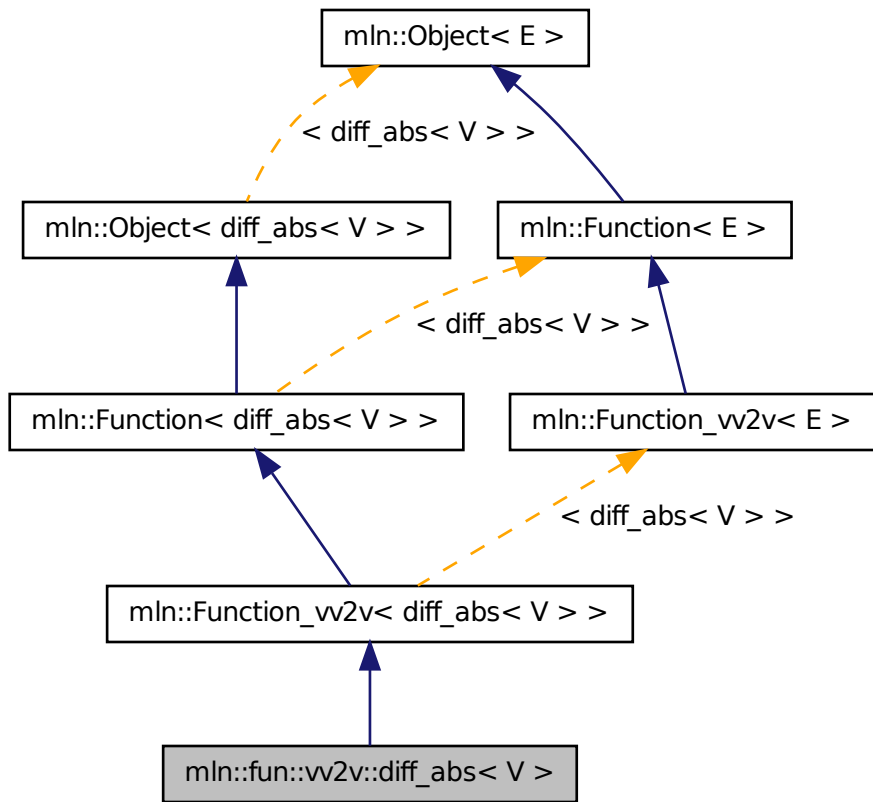 mln::Object< E >
< diff_abs< V > >
mln::Object< diff_abs< V > >
mln::Function< E >
< diff_abs< V > >
mln::Function< diff_abs< V > >
mln::Function_vv2v< E >
< diff_abs< V > >
mln::Function_vv2v< diff_abs< V > >
mln::fun::vv2v::diff_abs< V >